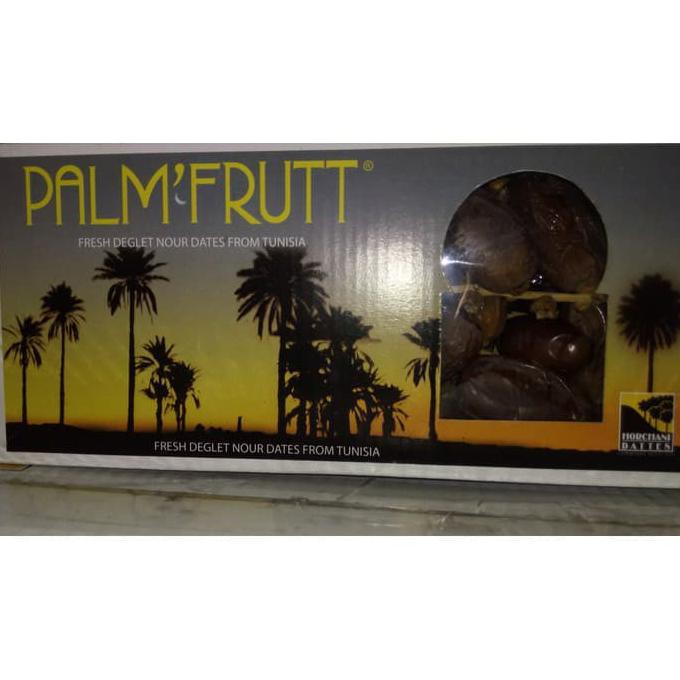 PALM'FRUTT®
FRESH DEGLET NOUR DATES FROM TUNISIA
FRESH DEGLET NOUR DATES FROM TUNISIA
HORCHANI
DATTES